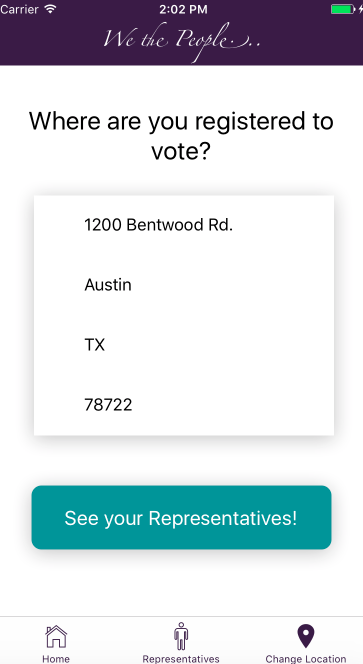 Carrier 2:02 PM
We the People...
Where are you registered to
vote?
1200 Bentwood Rd.
Austin
TX
78722
See your Representatives!
Home Representatives Change Location